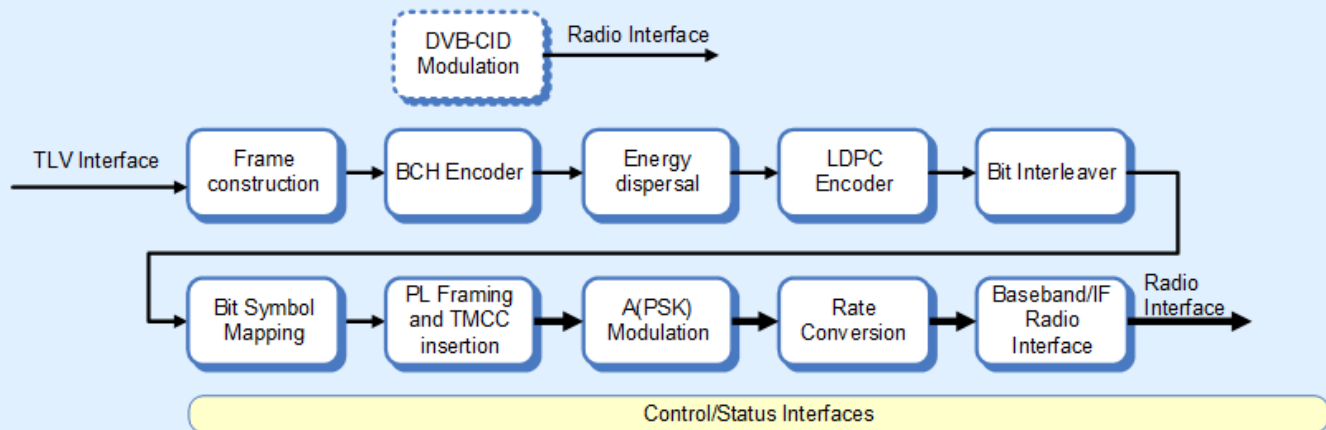 DVB-CID
Modulation
Radio Interface
TLV Interface
Frame
construction
BCH Encoder
Energy
dispersal
LDPC
Encoder
Bit Interleaver
Bit Symbol
Mapping
PL Framing
and TMCC
insertion
A(PSK)
Modulation
Rate
Conversion
Baseband/IF
Radio
Interface
Radio
Interface
Control/Status Interfaces